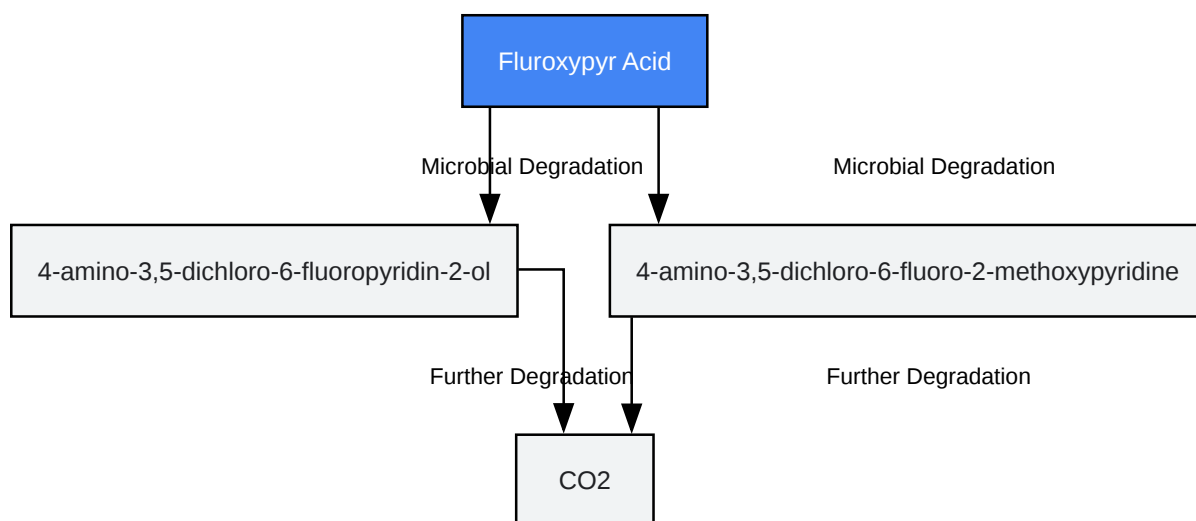 Fluroxypyr Acid
Microbial Degradation
Microbial Degradation
4-amino-3,5-dichloro-6-fluoropyridin-2-ol
4-amino-3,5-dichloro-6-fluoro-2-methoxypyridine
Further Degradation
Further Degradation
CO2